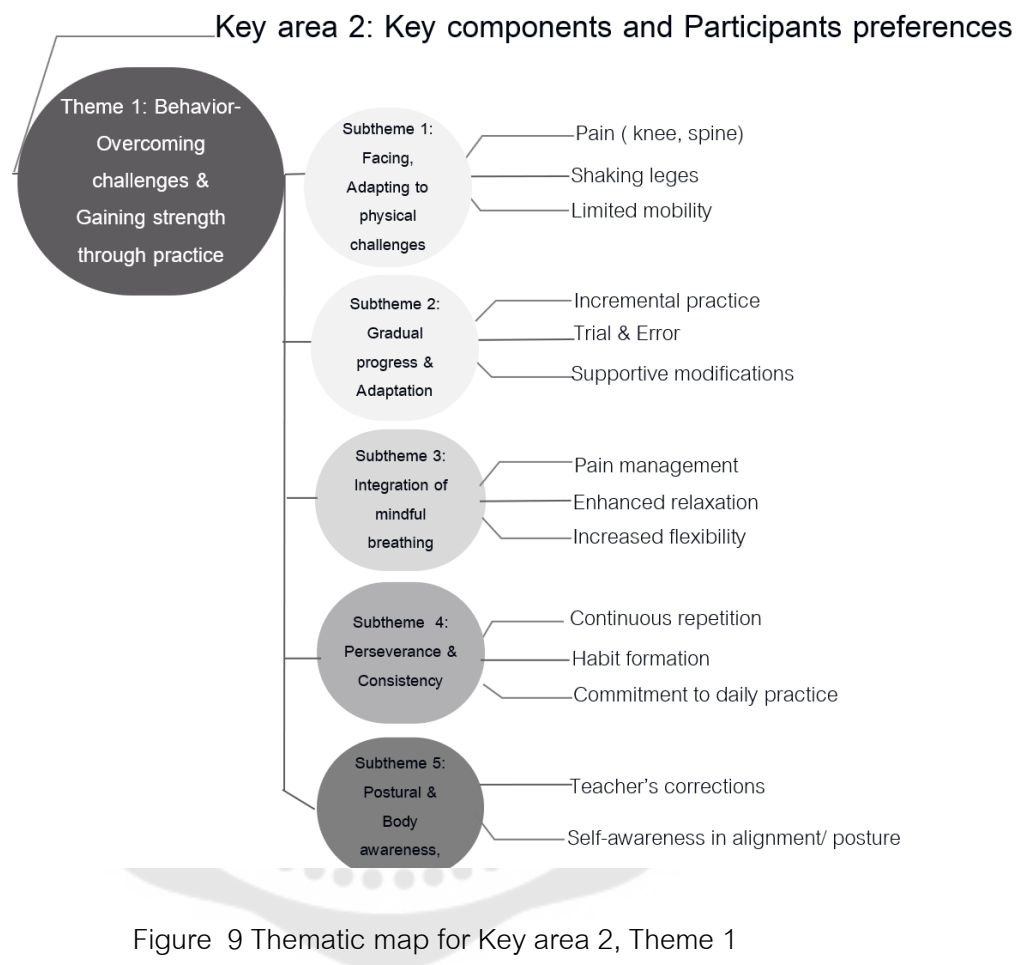 Key area 2: Key components and Participants preferences
Theme 1: Behavior-
Overcoming
challenges &
Gaining strength
through practice
Subtheme 1:
Facing,
Adapting to
physical
challenges
Pain ( knee, spine)
Shaking leges
Limited mobility
Subtheme 2:
Gradual
progress &
Adaptation
Incremental practice
Trial & Error
Supportive modifications
Subtheme 3:
Integration of
mindful
breathing
Pain management
Enhanced relaxation
Increased flexibility
Subtheme 4:
Perseverance &
Consistency
Continuous repetition
Habit formation
Commitment to daily practice
Subtheme 5:
Postural &
Body
awareness,
Teacher's corrections
Self-awareness in alignment/ posture
Figure 9 Thematic map for Key area 2, Theme 1